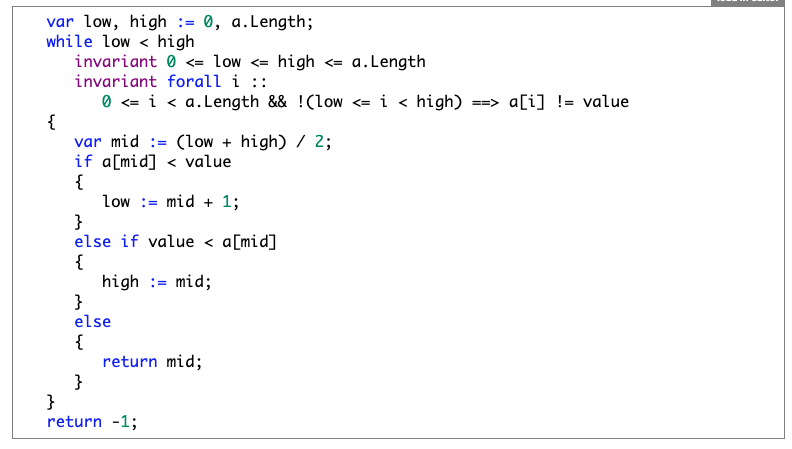 var low, high := 0, a.Length;
while low < high
invariant 0 <= low <= high <= a.Length
invariant forall i ::
0 <= i < a.Length && !(low <= i < high) ==> a[i] != value
{
var mid := (low + high) / 2;
if a[mid] < value
{
low := mid + 1;
}
else if value < a[mid]
{
high := mid;
}
else
{
return mid;
}
}
return -1;